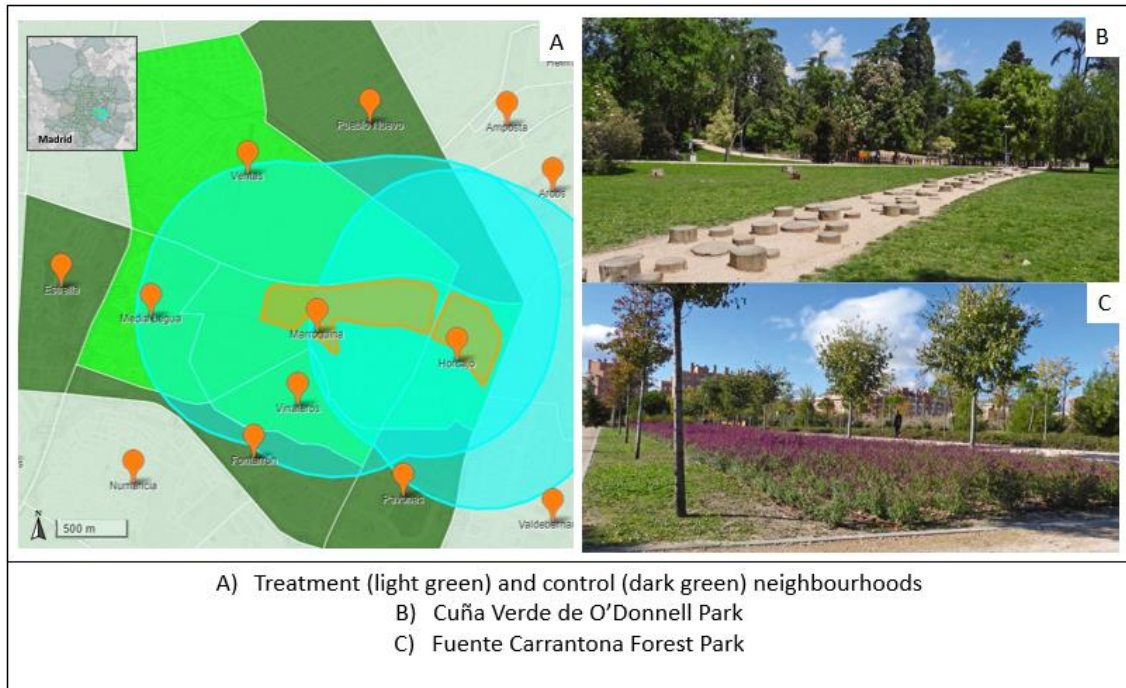 A
Madrid
Pueblo Nuevo
Amposta
Ventas
Arcos
Estrella
Media Legua
Marroquina
Horcajo
Vinateros
Fontarrón
Numancia
Pavones
N
500 m
B
C
A) Treatment (light green) and control (dark green) neighbourhoods
B) Cuña Verde de O’Donnell Park
C) Fuente Carrantona Forest Park